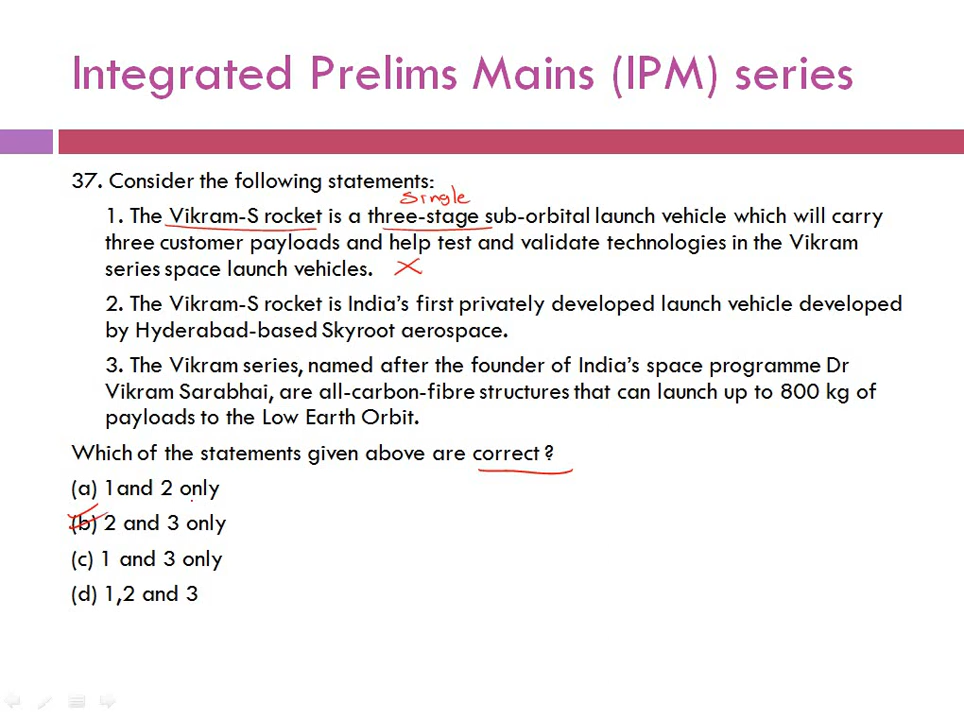 Integrated Prelims Mains (IPM) series
37. Consider the following statements:
Single
1. The Vikram-S rocket is a three-stage sub-orbital launch vehicle which will carry
three customer payloads and help test and validate technologies in the Vikram
series space launch vehicles.
2. The Vikram-S rocket is India's first privately developed launch vehicle developed
by Hyderabad-based Skyroot aerospace.
3. The Vikram series, named after the founder of India's space programme Dr
Vikram Sarabhai, are all-carbon-fibre structures that can launch up to 800 kg of
payloads to the Low Earth Orbit.
Which of the statements given above are correct ?
(a) 1and 2 only
(b) 2 and 3 only
(c) 1 and 3 only
(d) 1,2 and 3